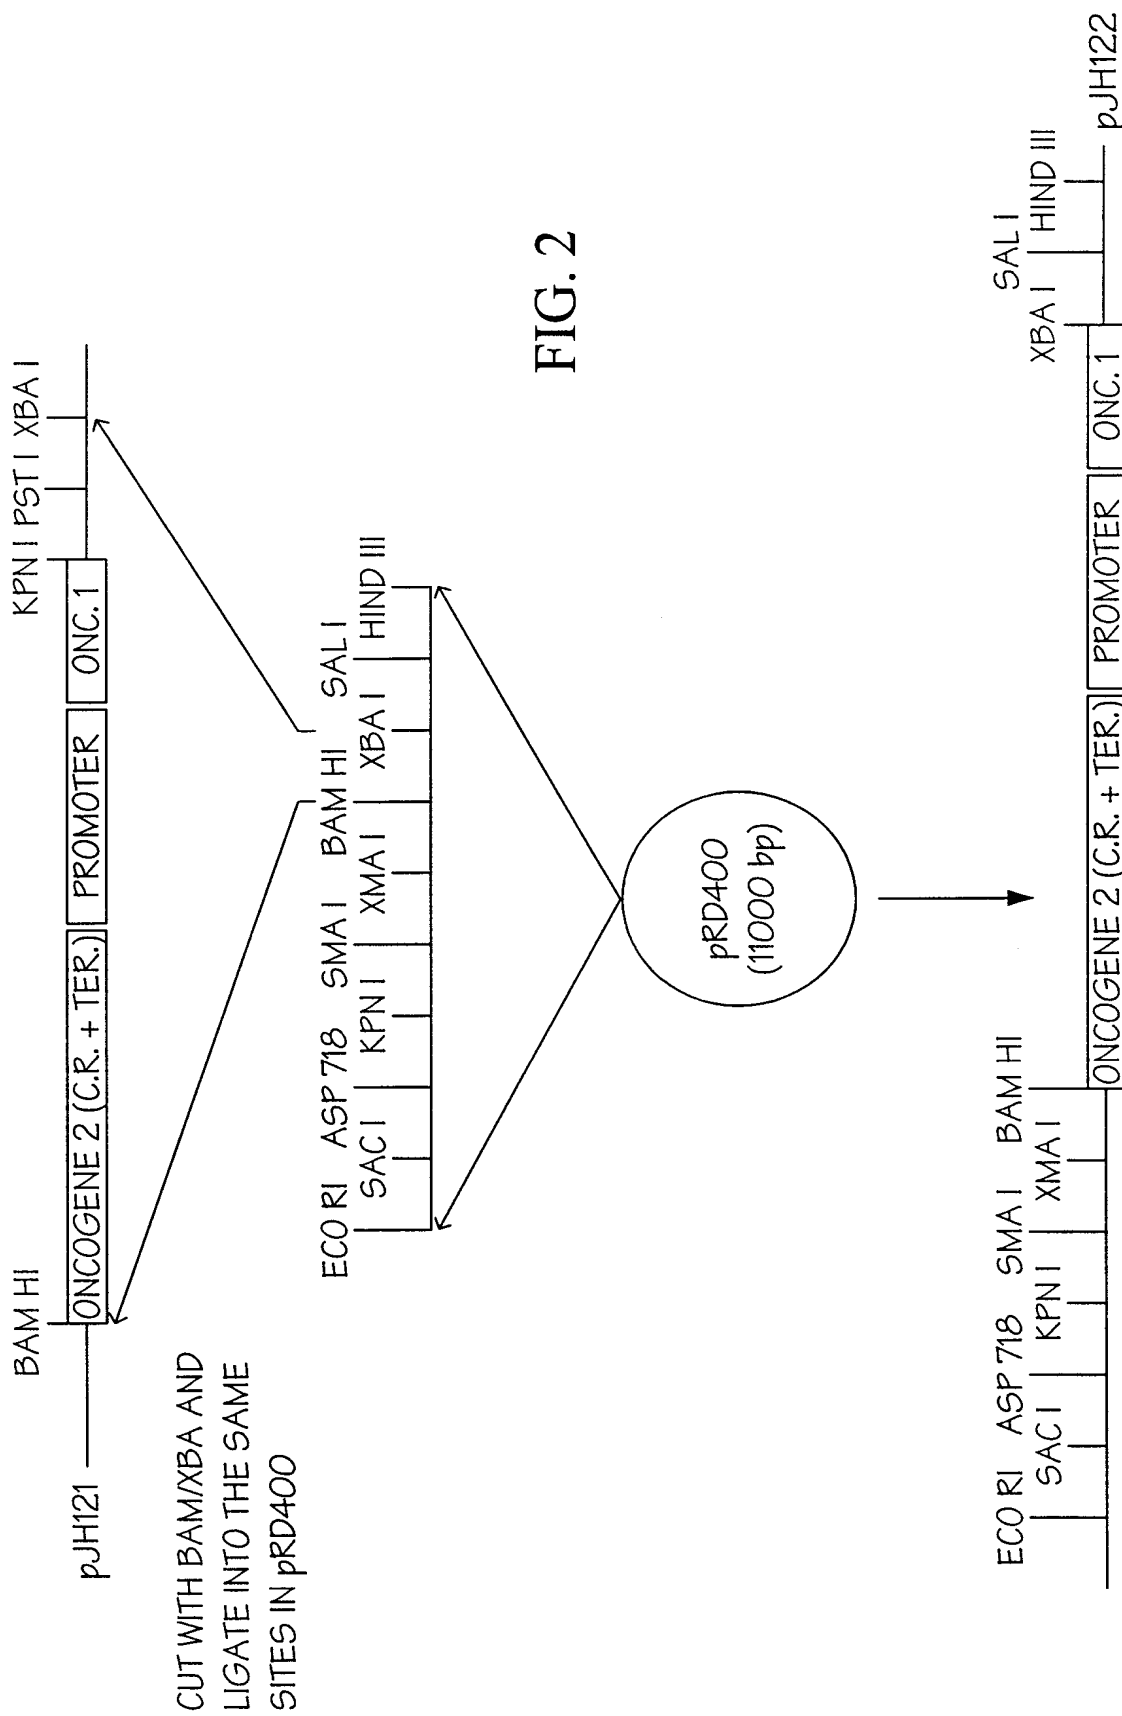 BAM HI
KPN I PST I XBA I
pJH121
ONCOGENE 2 (C.R. + TER.)
PROMOTER
ONC. 1
CUT WITH BAM/XBA AND
LIGATE INTO THE SAME
SITES IN pRD400
ECO RI ASP 718 SMA I BAM HI SAL I
SAC I KPN I XMA I XBA I HIND III
FIG. 2
pRD400
(11000 bp)
SAL I
ECO RI ASP 718 SMA I BAM HI XBA I HIND III
SAC I KPN I XMA I
ONCOGENE 2 (C.R. + TER.)
PROMOTER
ONC. 1
pJH122